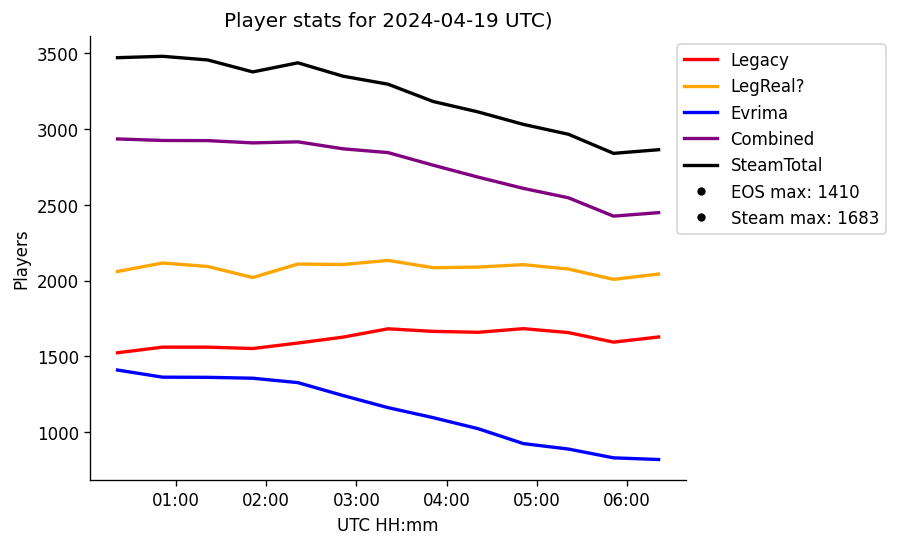 Player stats for 2024-04-19 UTC)
3500
3000
2500
2000
1500
1000
Players
01:00 02:00 03:00 04:00 05:00 06:00
UTC HH:mm
Legacy
LegReal?
Evrima
Combined
SteamTotal
EOS max: 1410
Steam max: 1683